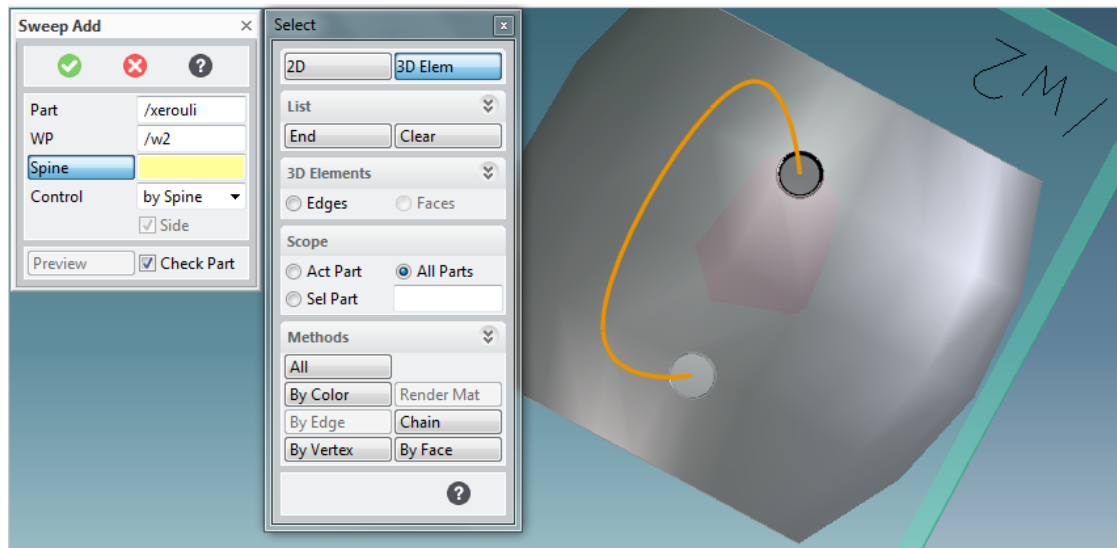 Sweep Add
Part /xerouli
WP /w2
Spine
Control by Spine
Side
Preview Check Part
Select
2D 3D Elem
List
End Clear
3D Elements
Edges Faces
Scope
Act Part All Parts
Sel Part
Methods
All
By Color Render Mat
By Edge Chain
By Vertex By Face
/w2